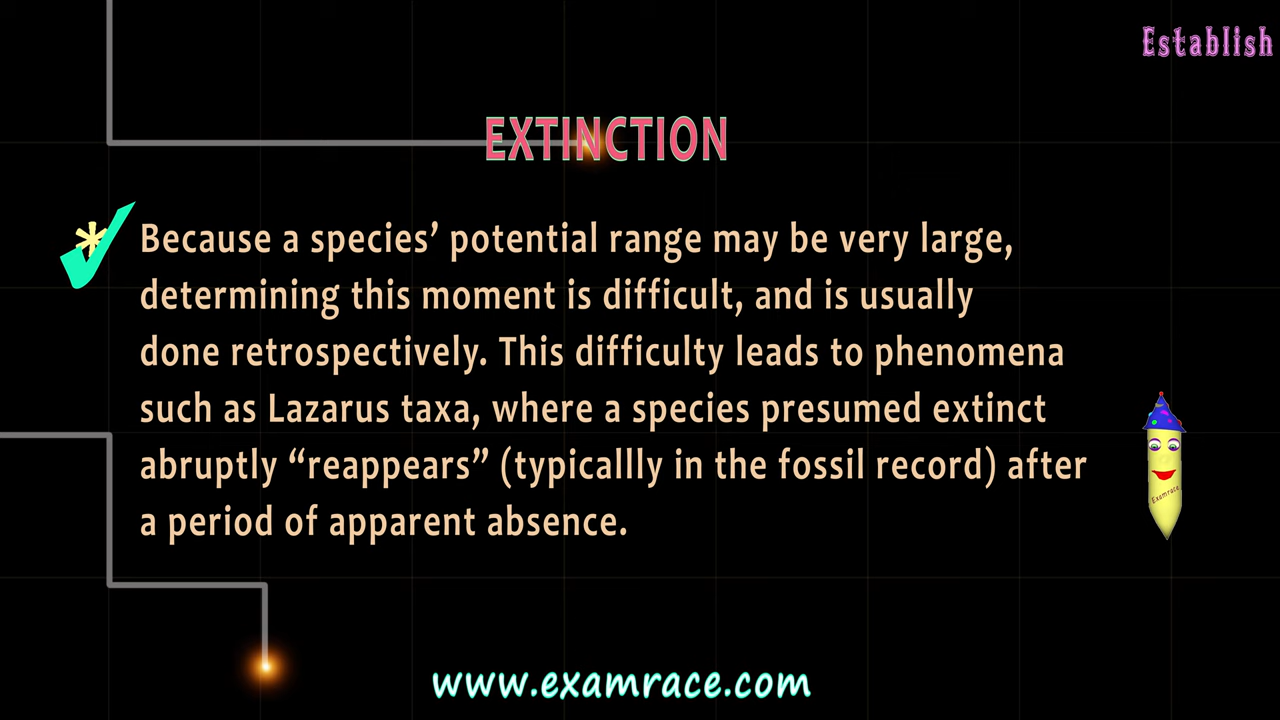 Establish
EXTINCTION
* Because a species’ potential range may be very large,
determining this moment is difficult, and is usually
done retrospectively. This difficulty leads to phenomena
such as Lazarus taxa, where a species presumed extinct
abruptly “reappears” (typicallly in the fossil record) after
a period of apparent absence.
Examrace
www.examrace.com